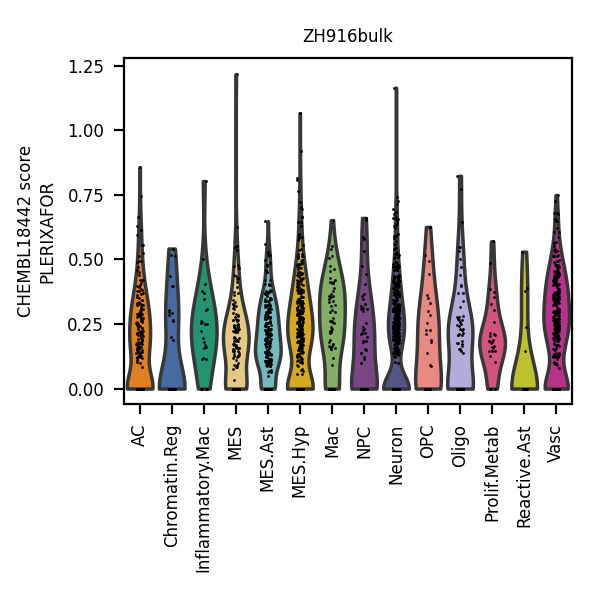 ZH916bulk
CHEMBL18442 score
PLERIXAFOR
1.25
1.00
0.75
0.50
0.25
0.00
AC
Chromatin.Reg
Inflammatory.Mac
MES
MES.Ast
MES.Hyp
Mac
NPC
Neuron
OPC
Oligo
Prolif.Metab
Reactive.Ast
Vasc